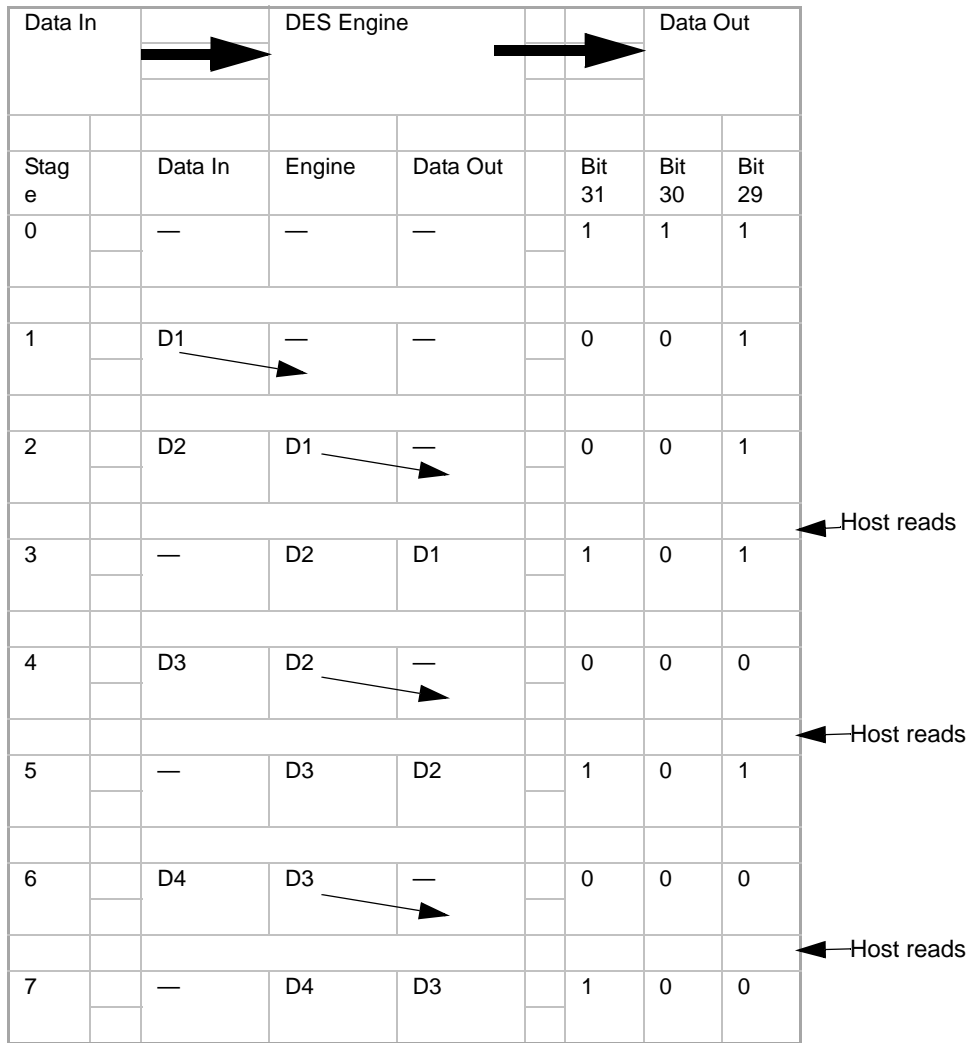 Data In DES Engine Data Out
Stag
e Data In Engine Data Out Bit
31 Bit
30 Bit
29
0 — — — 1 1 1
1 D1 — — 0 0 1
2 D2 D1 — 0 0 1
Host reads
3 — D2 D1 1 0 1
4 D3 D2 — 0 0 0
Host reads
5 — D3 D2 1 0 1
6 D4 D3 — 0 0 0
Host reads
7 — D4 D3 1 0 0